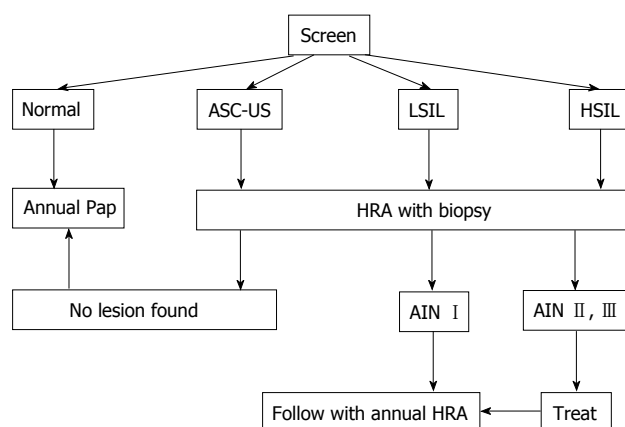 Screen
Normal
ASC-US
LSIL
HSIL
Annual Pap
HRA with biopsy
No lesion found
AIN Ⅰ
AIN Ⅱ, Ⅲ
Follow with annual HRA
Treat